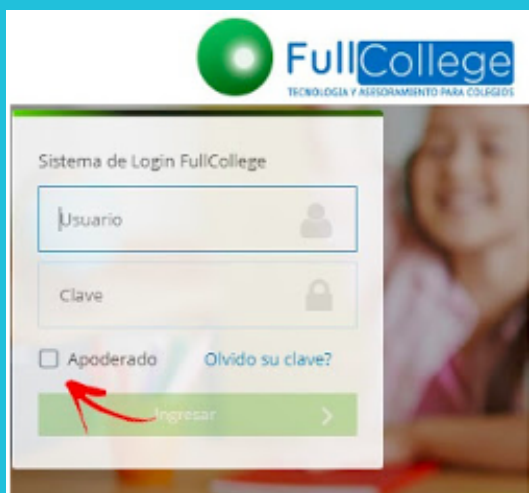 FullCollege
TECNOLOGIA Y ASESORAMIENTO PARA COLEGIOS
Sistema de Login FullCollege
Usuario
Clave
Apoderado Olvido su clave?
Ingresar